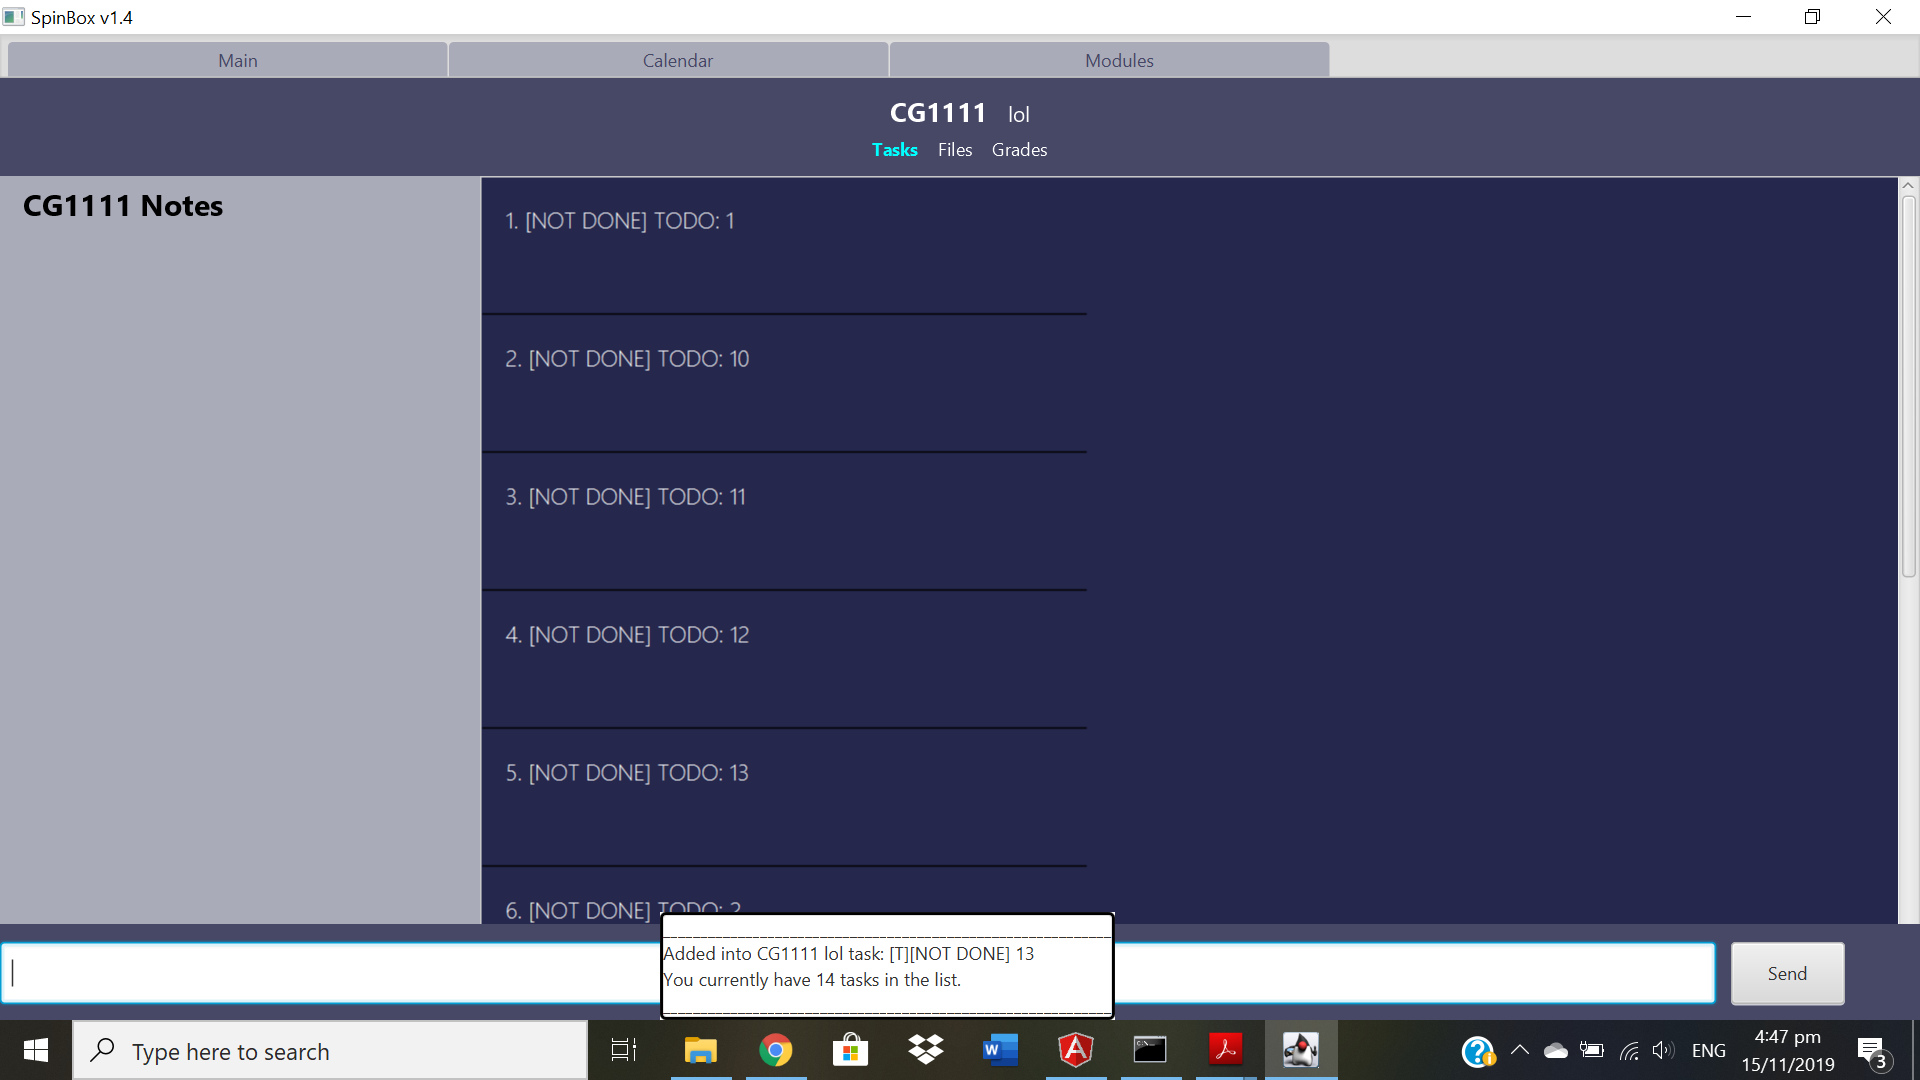 SpinBox v1.4
Main Calendar Modules
CG1111 lol
Tasks Files Grades
CG1111 Notes
1. [NOT DONE] TODO: 1
2. [NOT DONE] TODO: 10
3. [NOT DONE] TODO: 11
4. [NOT DONE] TODO: 12
5. [NOT DONE] TODO: 13
6. [NOT DONE] TODO: 2
Added into CG1111 lol task: [T][NOT DONE] 13
You currently have 14 tasks in the list.
Send
Type here to search
ENG
4:47 pm
15/11/2019
3